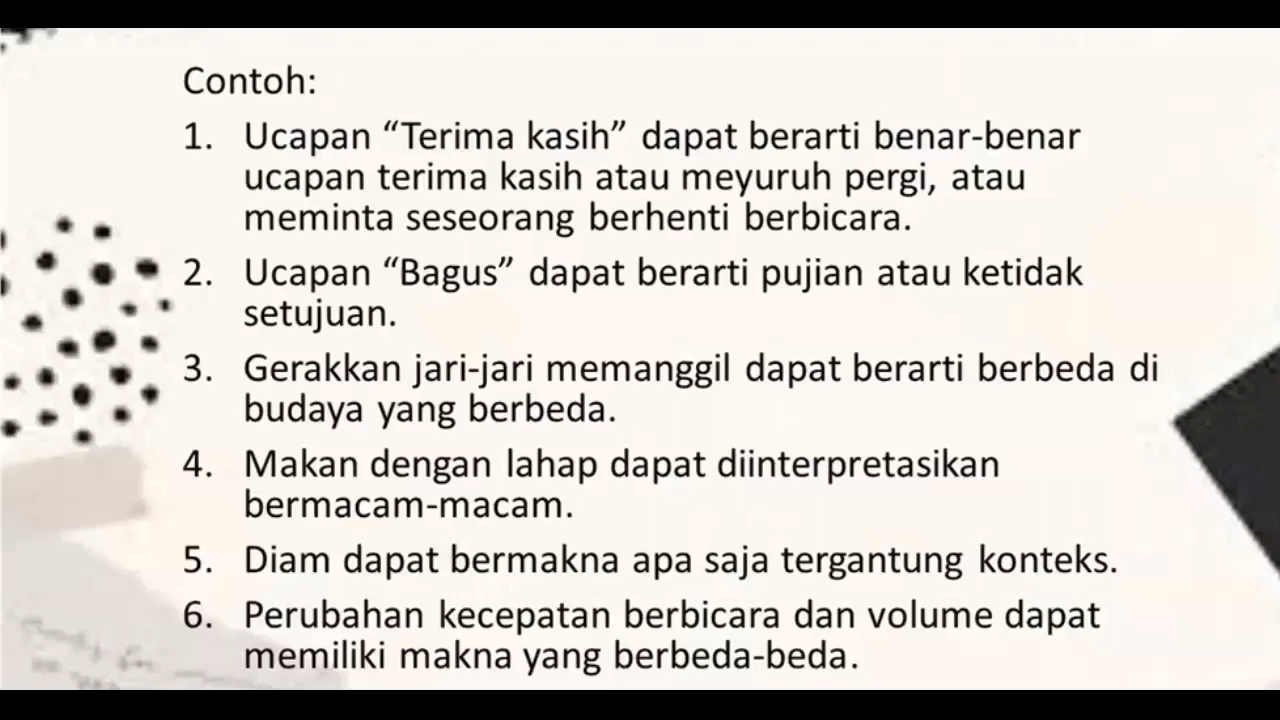 Contoh:
1. Ucapan “Terima kasih” dapat berarti benar-benar
ucapan terima kasih atau meyuruh pergi, atau
meminta seseorang berhenti berbicara.
2. Ucapan “Bagus” dapat berarti pujian atau ketidak
setujuan.
3. Gerakkan jari-jari memanggil dapat berarti berbeda di
budaya yang berbeda.
4. Makan dengan lahap dapat diinterpretasikan
bermacam-macam.
5. Diam dapat bermakna apa saja tergantung konteks.
6. Perubahan kecepatan berbicara dan volume dapat
memiliki makna yang berbeda-beda.